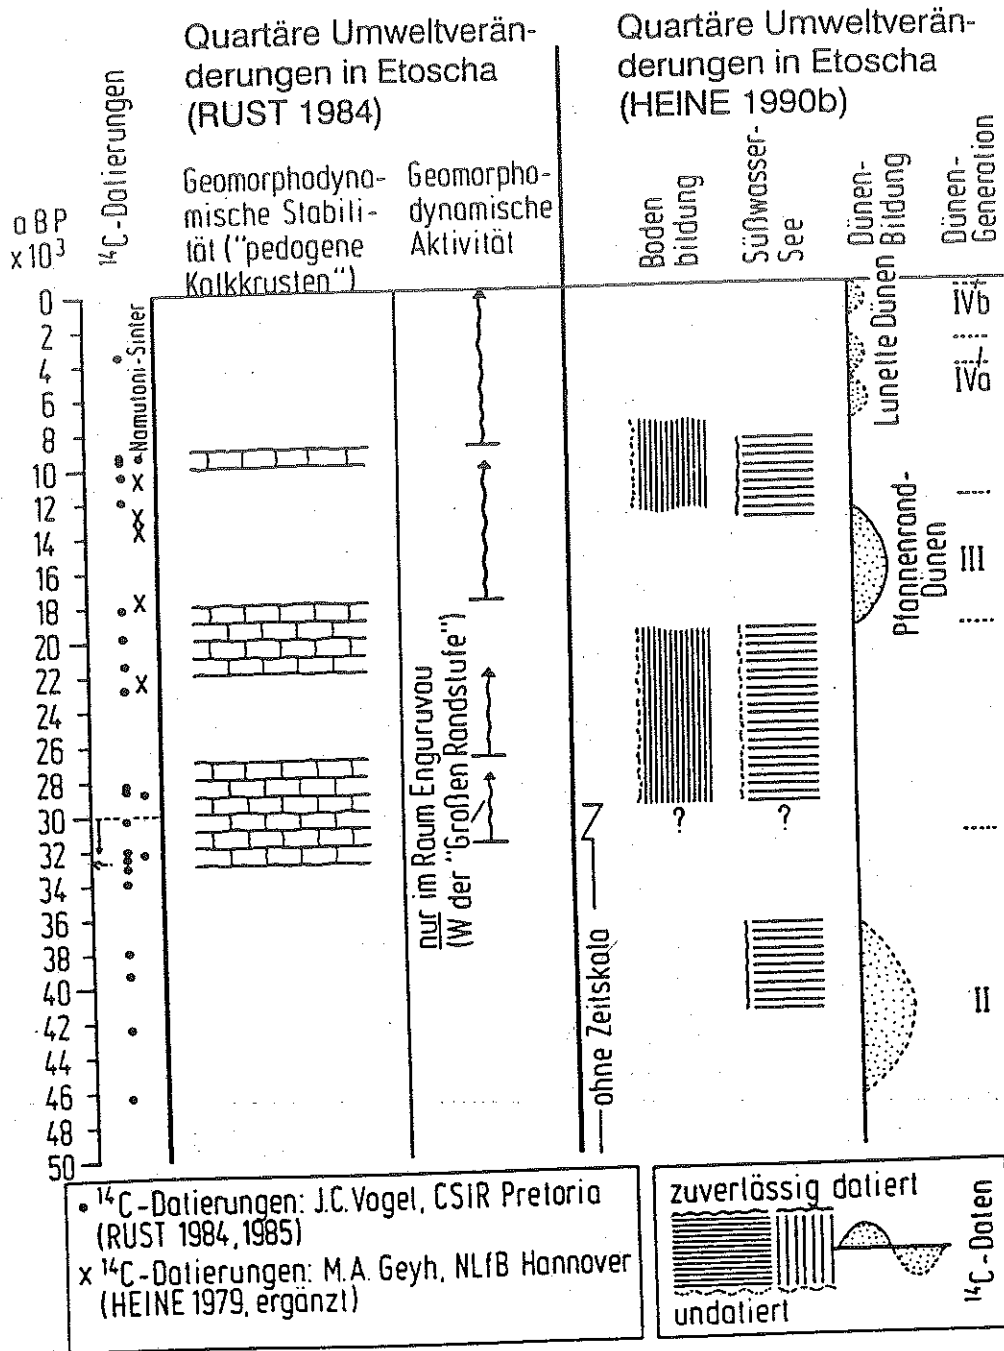 Quartäre Umweltverän-
derungen in Etoscha
(RUST 1984)
Quartäre Umweltverän-
derungen in Etoscha
(HEINE 1990b)
a B P
x10³
¹⁴C-Datierungen
Geomorphodyna-
mische Stabili-
tät ("pedogene
Kalkkrusten")
Geomorpho-
dynamische
Aktivität
Boden
bildung
Süßwasser-
See
Dünen-
Bildung
Dünen-
Generation
0
2
4
6
8
10
12
14
16
18
20
22
24
26
28
30
32
34
36
38
40
42
44
46
48
50
?
Namutoni-Sinter
nur im Raum Enguruvau
(W der "Großen Randstufe")
ohne Zeitskala
?
?
Lunette Dünen
Pfannenrand-
Dünen
IVb
IVa
III
II
• ¹⁴C-Datierungen: J.C. Vogel, CSIR Pretoria
(RUST 1984, 1985)
x ¹⁴C-Datierungen: M.A. Geyh, NLfB Hannover
(HEINE 1979, ergänzt)
zuverlässig datiert
undatiert
¹⁴C-Daten